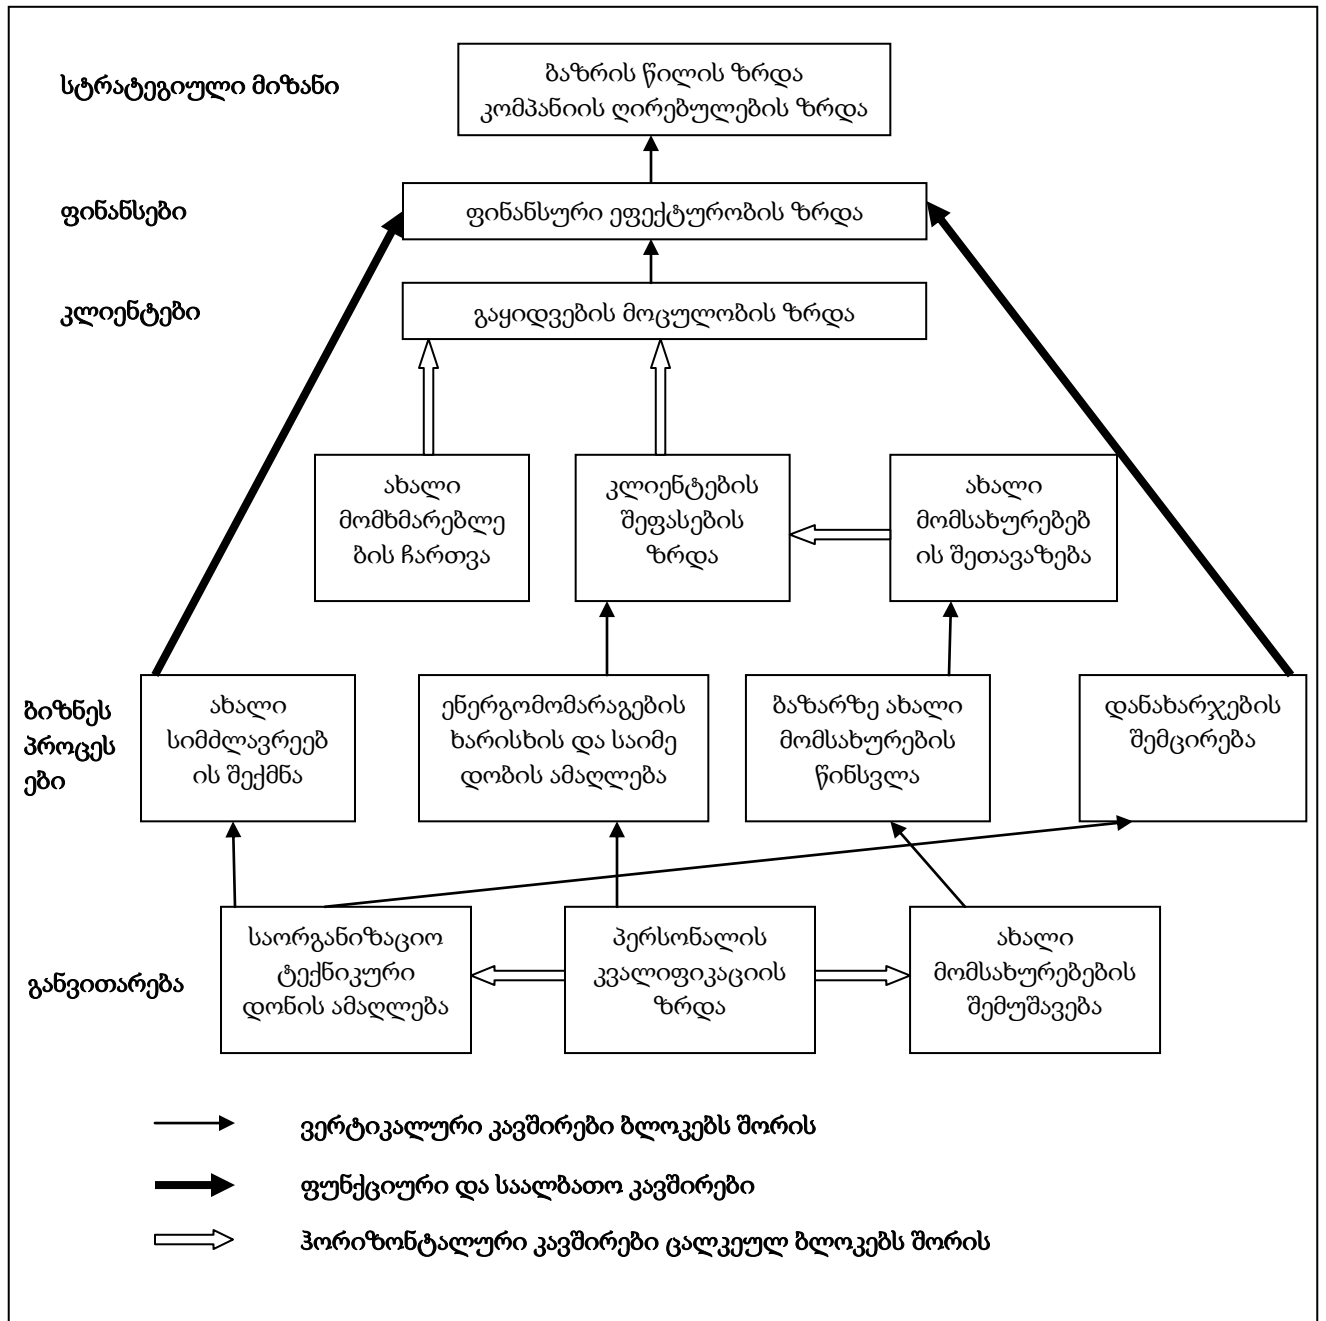 სტრატეგიული მიზანი
ბაზრის წილის ზრდა
კომპანიის ღირებულების ზრდა
ფინანსები
ფინანსური ეფექტურობის ზრდა
კლიენტები
გაყიდვების მოცულობის ზრდა
ახალი
მომხმარებლე
ბის ჩართვა
კლიენტების
შეფასების
ზრდა
ახალი
მომსახურებებ
ის შეთავაზება
ბიზნეს
პროცეს
ები
ახალი
სიმძლავრეებ
ის შექმნა
ენერგომომარაგების
ხარისხის და საიმე
დობის ამაღლება
ბაზარზე ახალი
მომსახურების
წინსვლა
დანახარჯების
შემცირება
განვითარება
საორგანიზაციო
ტექნიკური
დონის ამაღლება
პერსონალის
კვალიფიკაციის
ზრდა
ახალი
მომსახურებების
შემუშავება
ვერტიკალური კავშირები ბლოკებს შორის
ფუნქციური და საალბათო კავშირები
ჰორიზონტალური კავშირები ცალკეულ ბლოკებს შორის